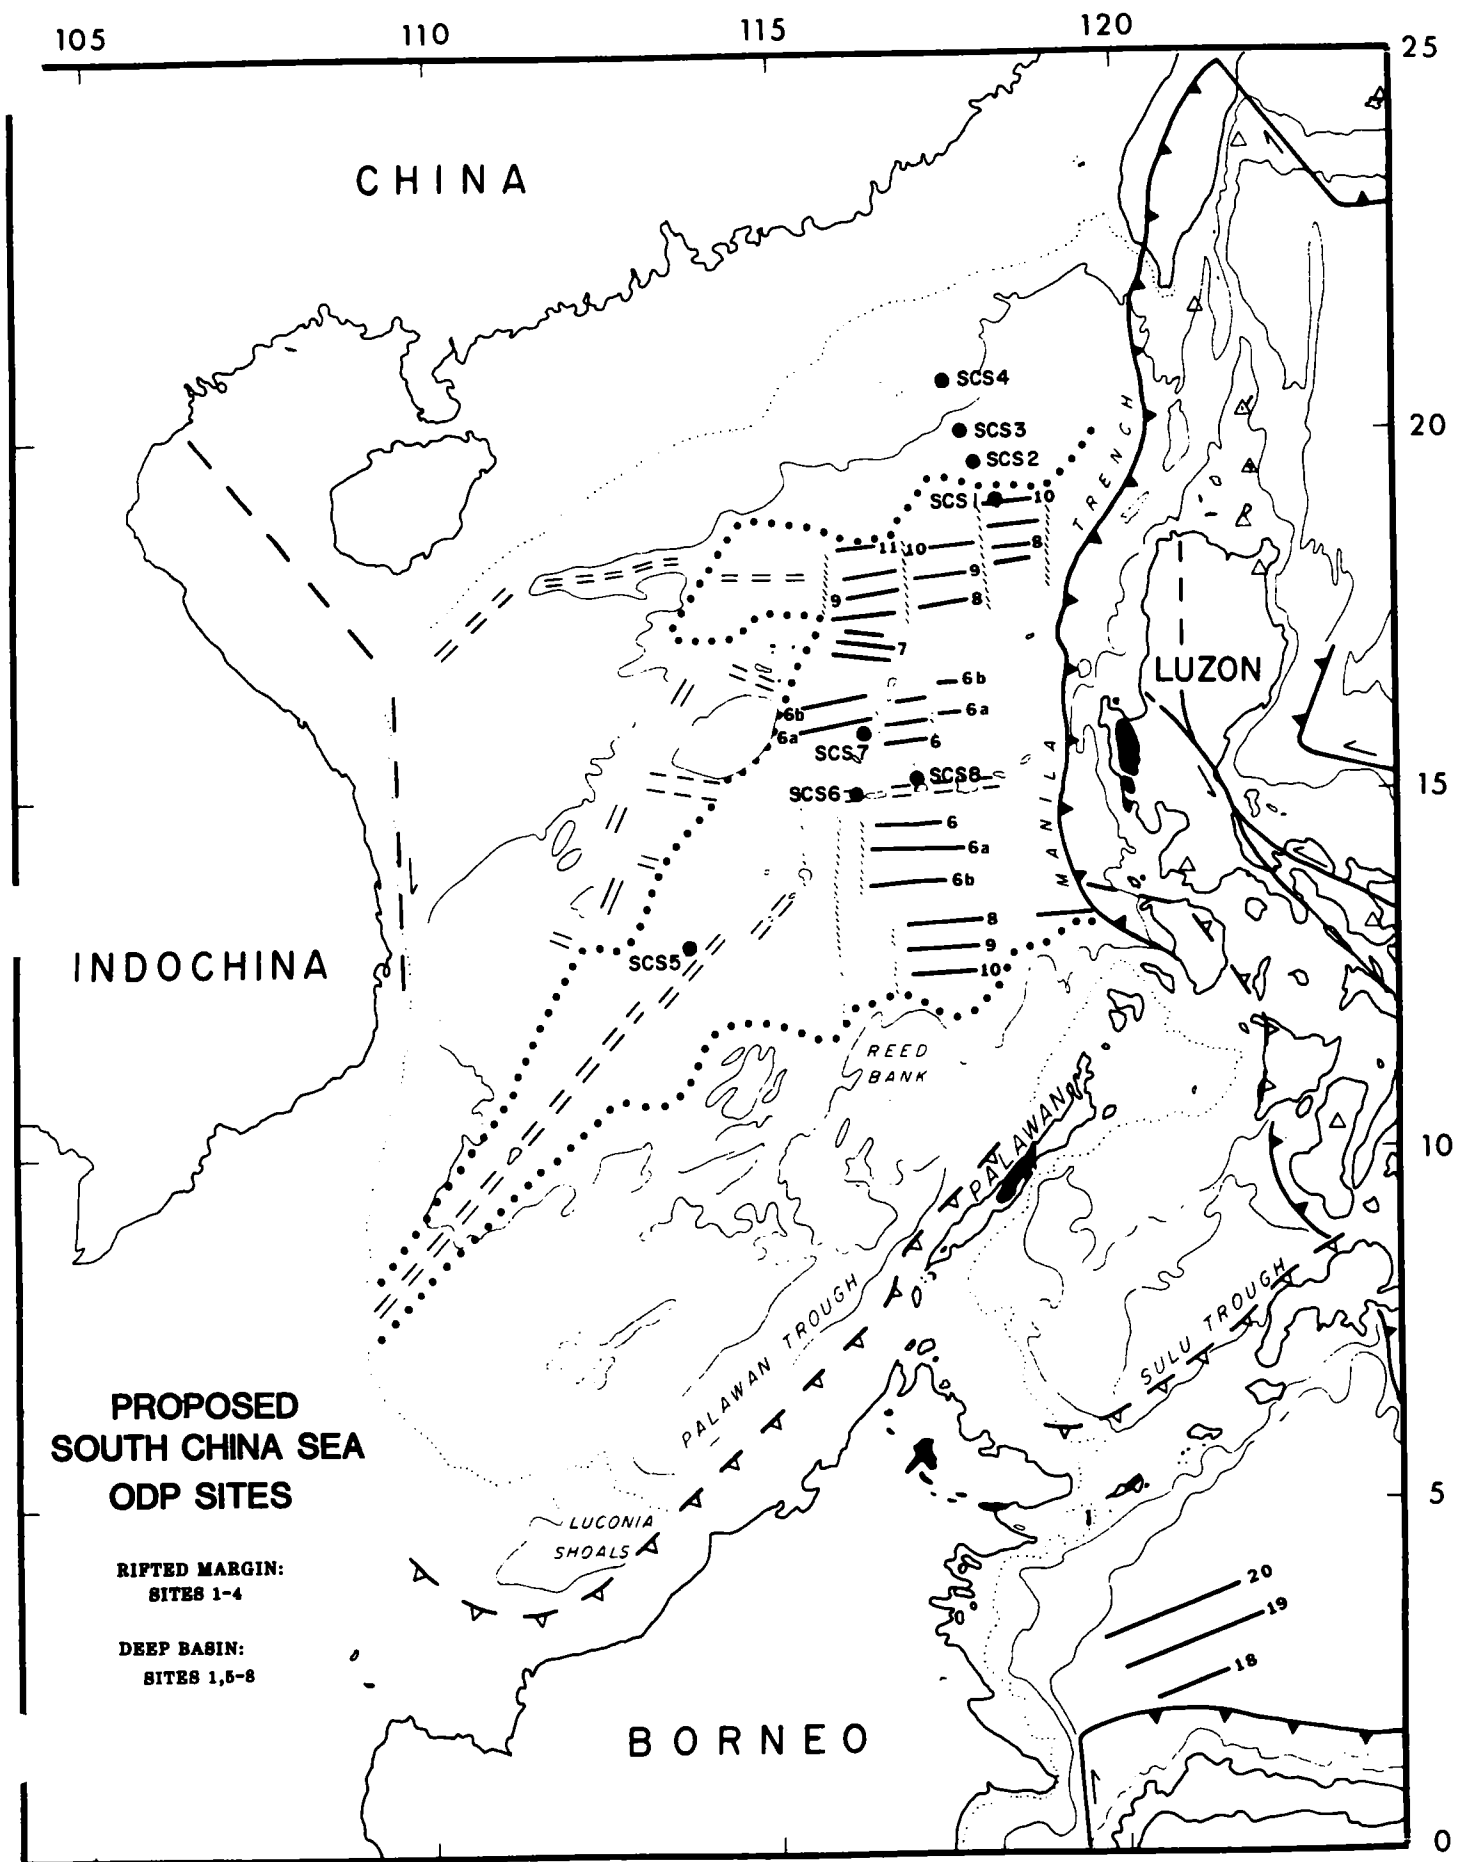 105 110 115 120
25
CHINA
SCS4
20
SCS3
SCS2
SCS1 10
TRENCH
11 10 8
9
9 8
7
LUZON
6b
6b 6a
6a
SCS7 6
SCS8
15
SCS6
MANILA
6
6a
6b
8
9
10
INDOCHINA
SCS5
REED
BANK
10
PALAWAN
PALAWAN TROUGH
SULU TROUGH
PROPOSED
SOUTH CHINA SEA
ODP SITES
5
LUCONIA
SHOALS
RIFTED MARGIN:
SITES 1-4
20
19
18
DEEP BASIN:
SITES 1,5-8
BORNEO
0